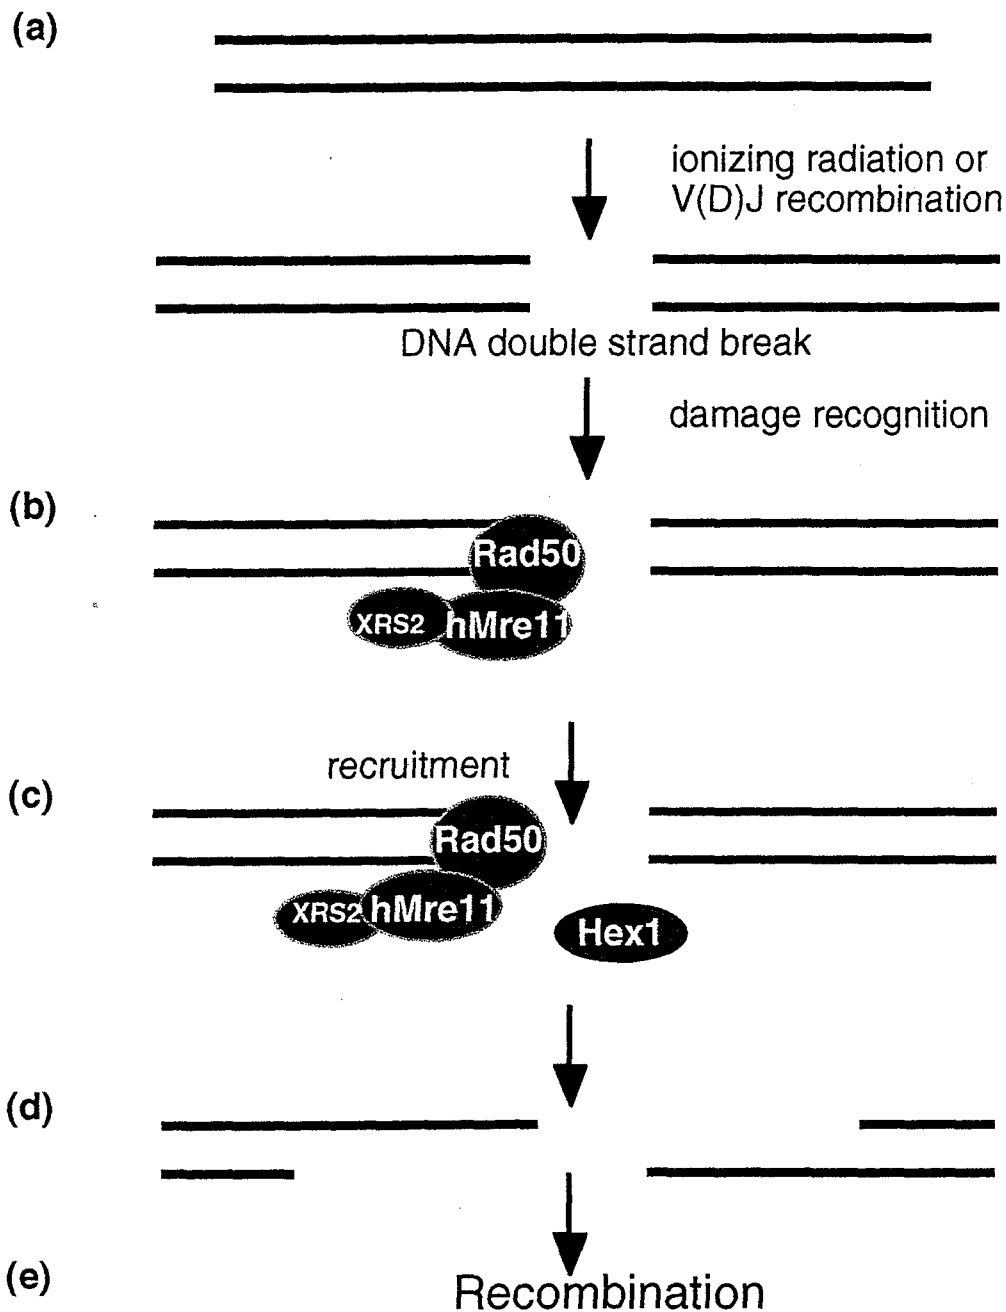 (a)
ionizing radiation or
V(D)J recombination
DNA double strand break
damage recognition
(b)
Rad50
XRS2 hMre11
recruitment
(c)
Rad50
XRS2 hMre11
Hex1
(d)
(e)
Recombination